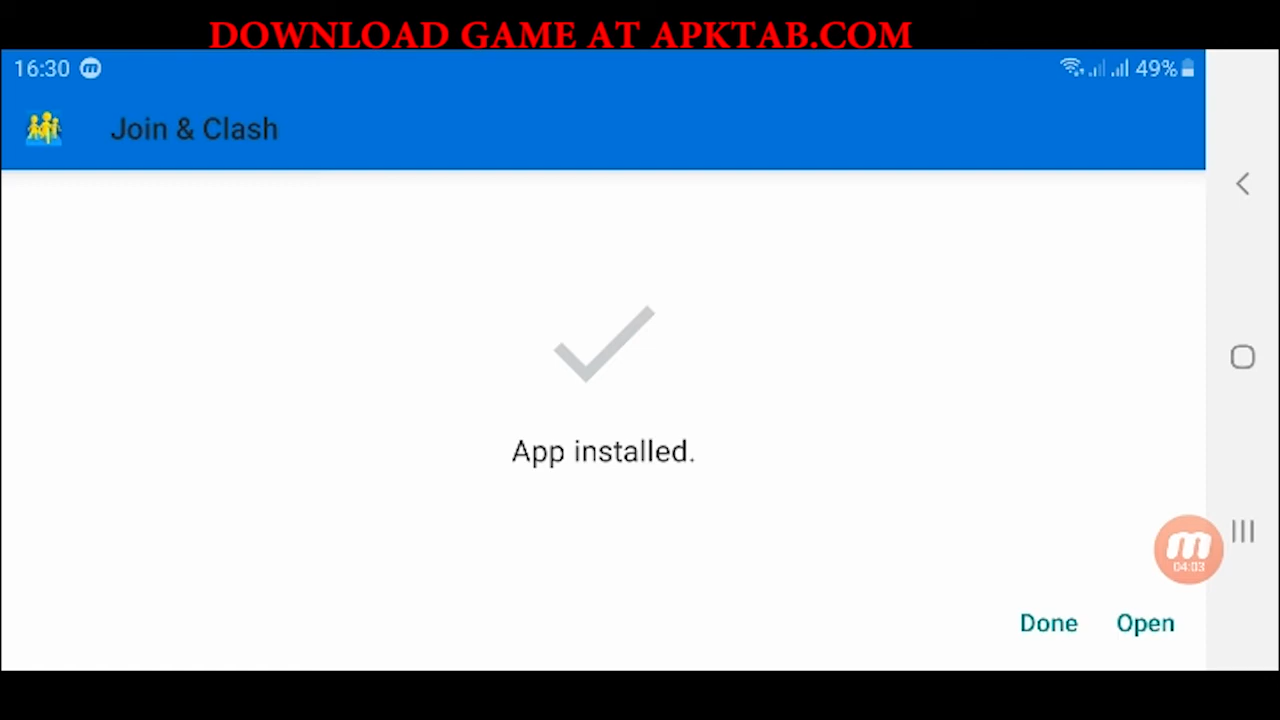 DOWNLOAD GAME AT APKTAB.COM
16:30 m 49%
Join & Clash
App installed.
m
04:03
Done Open